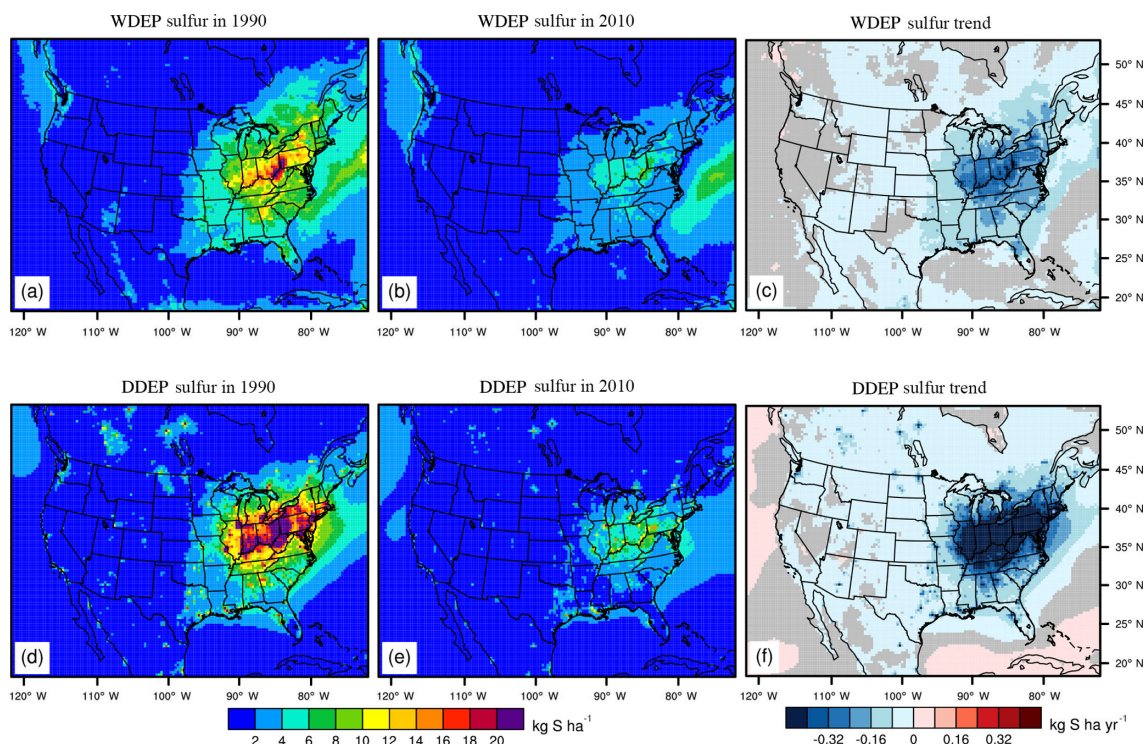 WDEP sulfur in 1990
WDEP sulfur in 2010
WDEP sulfur trend
50° N
45° N
40° N
35° N
30° N
25° N
20° N
(a)
(b)
(c)
120° W 110° W 100° W 90° W 80° W
120° W 110° W 100° W 90° W 80° W
120° W 110° W 100° W 90° W 80° W
DDEP sulfur in 1990
DDEP sulfur in 2010
DDEP sulfur trend
50° N
45° N
40° N
35° N
30° N
25° N
20° N
(d)
(e)
(f)
120° W 110° W 100° W 90° W 80° W
120° W 110° W 100° W 90° W 80° W
120° W 110° W 100° W 90° W 80° W
kg S ha⁻¹
2 4 6 8 10 12 14 16 18 20
kg S ha yr⁻¹
-0.32 -0.16 0 0.16 0.32